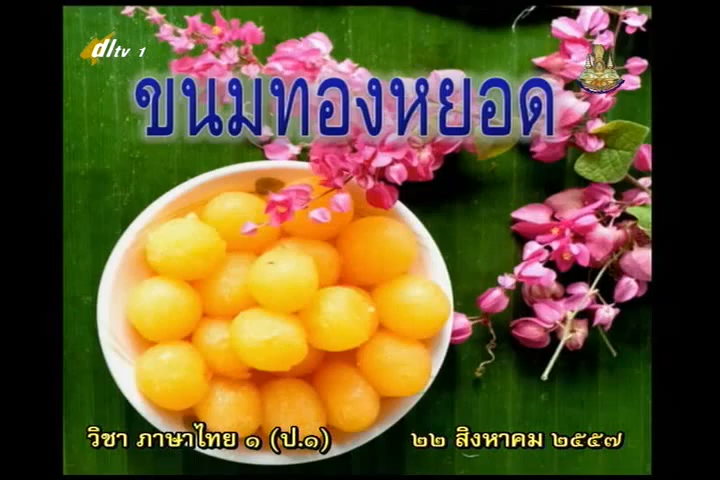 dltv 1
ขนมทองหยอด
วิชา ภาษาไทย ๑ (ป.๑)
๒๒ สิงหาคม ๒๕๕๗